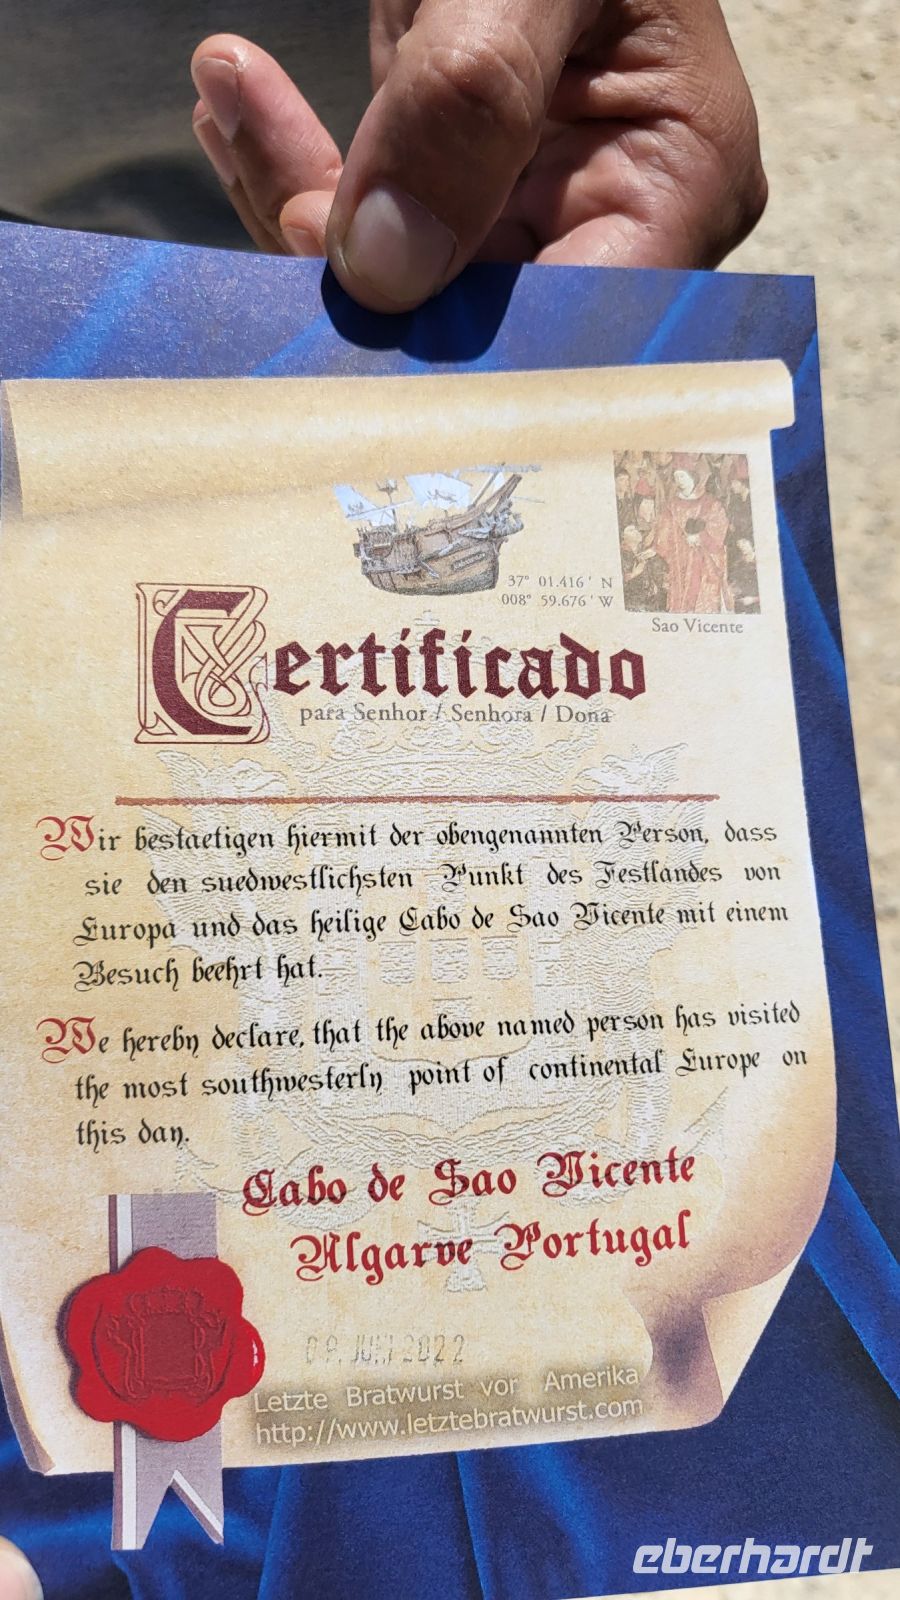 37° 01.416' N
008° 59.676' W
Sao Vicente
Certificado
para Senhor / Senhora / Dona
Wir bestaetigen hiermit der obengenannten Person, dass
sie den suedwestlichsten Punkt des Festlandes von
Europa und das heilige Cabo de Sao Vicente mit einem
Besuch beehrt hat.
We hereby declare, that the above named person has visited
the most southwesterly point of continental Europe on
this day.
Cabo de Sao Vicente
Algarve Portugal
09. JUNI 2022
Letzte Bratwurst vor Amerika
http://www.letztebratwurst.com
eberhardt